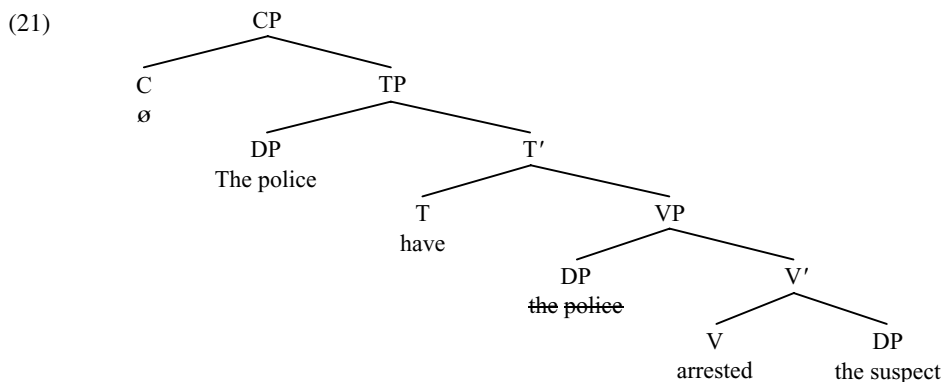 (21) CP
C TP
ø
DP T′
The police
T VP
have
DP V′
the police
V DP
arrested the suspect